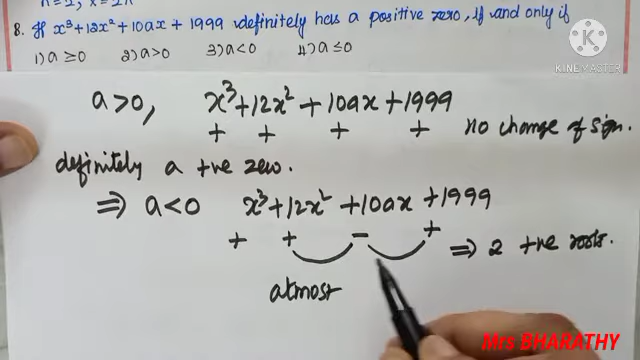 8. If x³+12x²+10ax+1999 definitely has a positive zero, if and only if
1) a ≥ 0 2) a > 0 3) a < 0 4) a ≤ 0
KINEMASTER
a > 0, x³+12x²+10ax+1999
+ + + + no change of sign.
definitely a +ve zero.
⇒ a < 0 x³+12x²+10ax+1999
+ + − + ⇒ 2 +ve roots.
atmost
Mrs BHARATHY